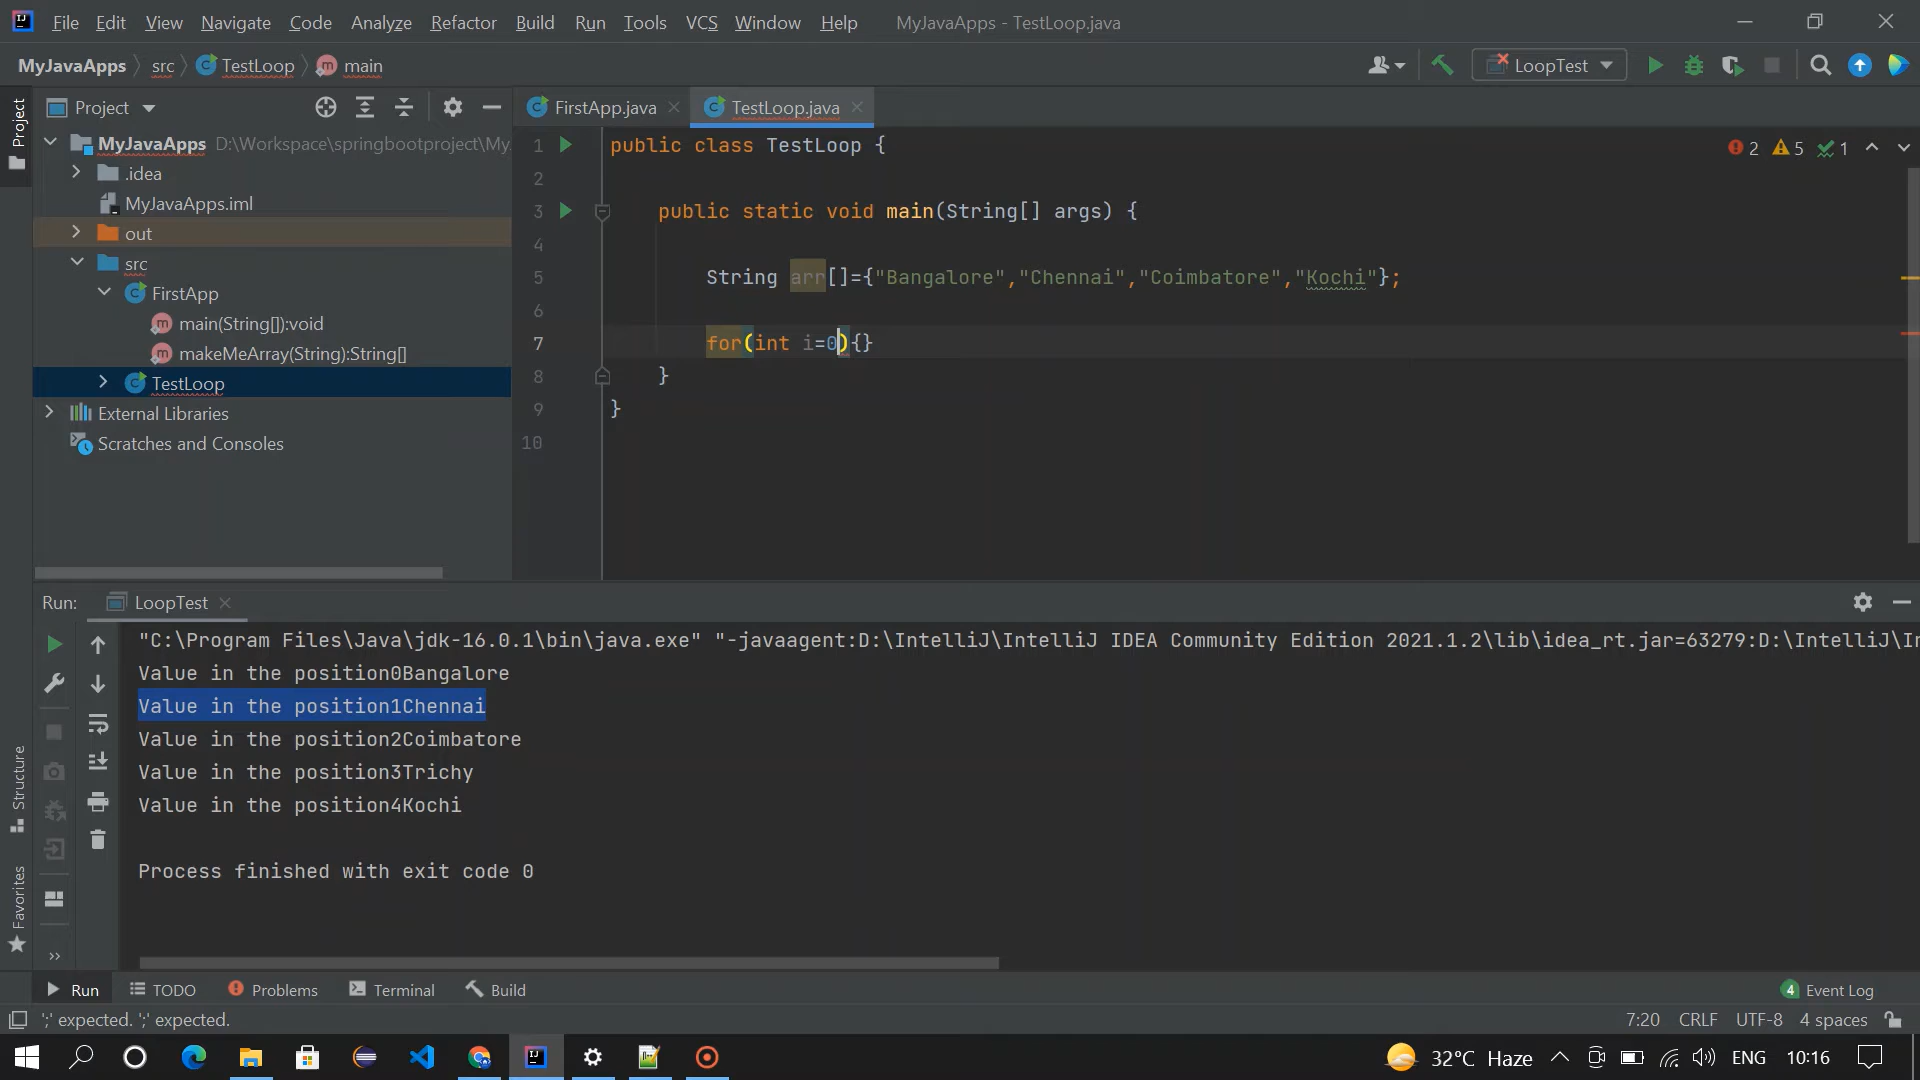 File Edit View Navigate Code Analyze Refactor Build Run Tools VCS Window Help MyJavaApps - TestLoop.java
MyJavaApps src TestLoop main LoopTest
Project
Project FirstApp.java TestLoop.java
MyJavaApps D:\Workspace\springbootproject\My
.idea
MyJavaApps.iml
out
src
FirstApp
main(String[]):void
makeMeArray(String):String[]
TestLoop
External Libraries
Scratches and Consoles
1 public class TestLoop {
2 5 1
2
3 public static void main(String[] args) {
4
5 String arr[]={"Bangalore","Chennai","Coimbatore","Kochi"};
6
7 for(int i=0){}
8 }
9 }
10
Run: LoopTest
"C:\Program Files\Java\jdk-16.0.1\bin\java.exe" "-javaagent:D:\IntelliJ\IntelliJ IDEA Community Edition 2021.1.2\lib\idea_rt.jar=63279:D:\IntelliJ\In
Value in the position0Bangalore
Value in the position1Chennai
Value in the position2Coimbatore
Value in the position3Trichy
Value in the position4Kochi
Process finished with exit code 0
Structure
Favorites
Run TODO Problems Terminal Build 4 Event Log
';' expected. ';' expected. 7:20 CRLF UTF-8 4 spaces
32°C Haze ENG 10:16